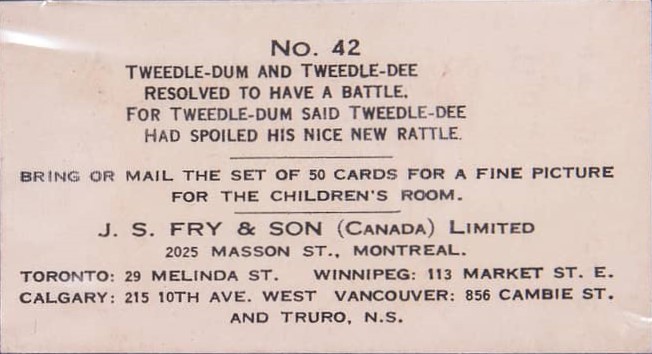 No. 42
TWEEDLE-DUM AND TWEEDLE-DEE
RESOLVED TO HAVE A BATTLE.
FOR TWEEDLE-DUM SAID TWEEDLE-DEE
HAD SPOILED HIS NICE NEW RATTLE.
BRING OR MAIL THE SET OF 50 CARDS FOR A FINE PICTURE
FOR THE CHILDREN'S ROOM.
J. S. FRY & SON (CANADA) LIMITED
2025 MASSON ST., MONTREAL.
TORONTO: 29 MELINDA ST. WINNIPEG: 113 MARKET ST. E.
CALGARY: 215 10TH AVE. WEST VANCOUVER: 856 CAMBIE ST.
AND TRURO, N.S.